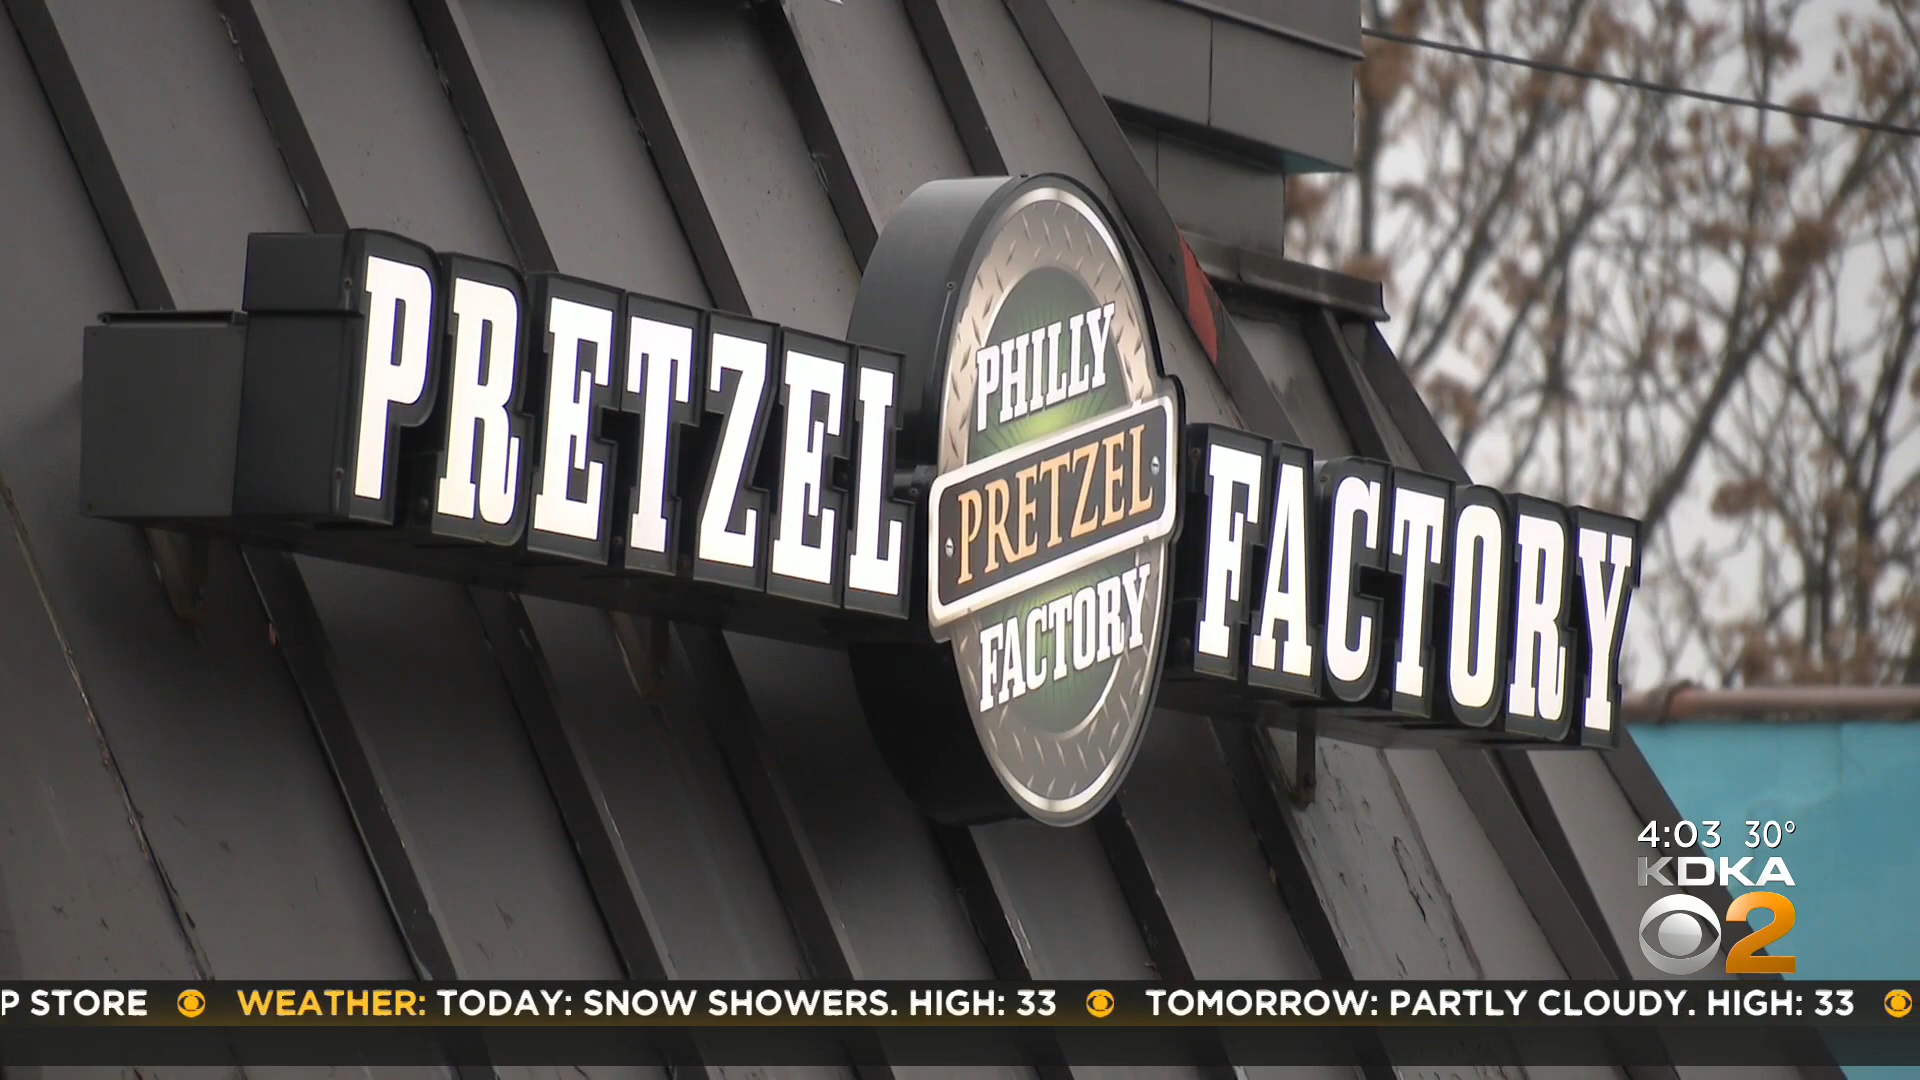 PRETZEL
PHILLY
PRETZEL
FACTORY
FACTORY
4:03 30°
KDKA
2
P STORE WEATHER: TODAY: SNOW SHOWERS. HIGH: 33 TOMORROW: PARTLY CLOUDY. HIGH: 33